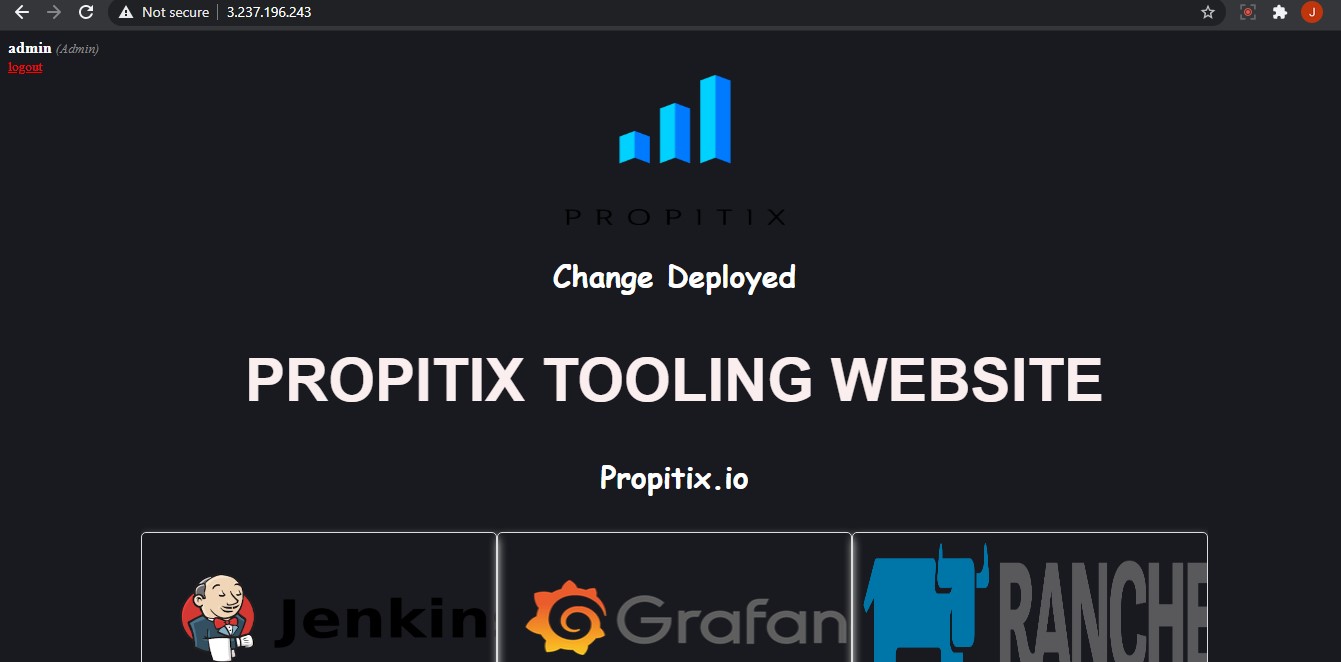 Not secure 3.237.196.243
J
admin (Admin)
logout
PROPITIX
Change Deployed
PROPITIX TOOLING WEBSITE
Propitix.io
Jenkin Grafan RANCHE